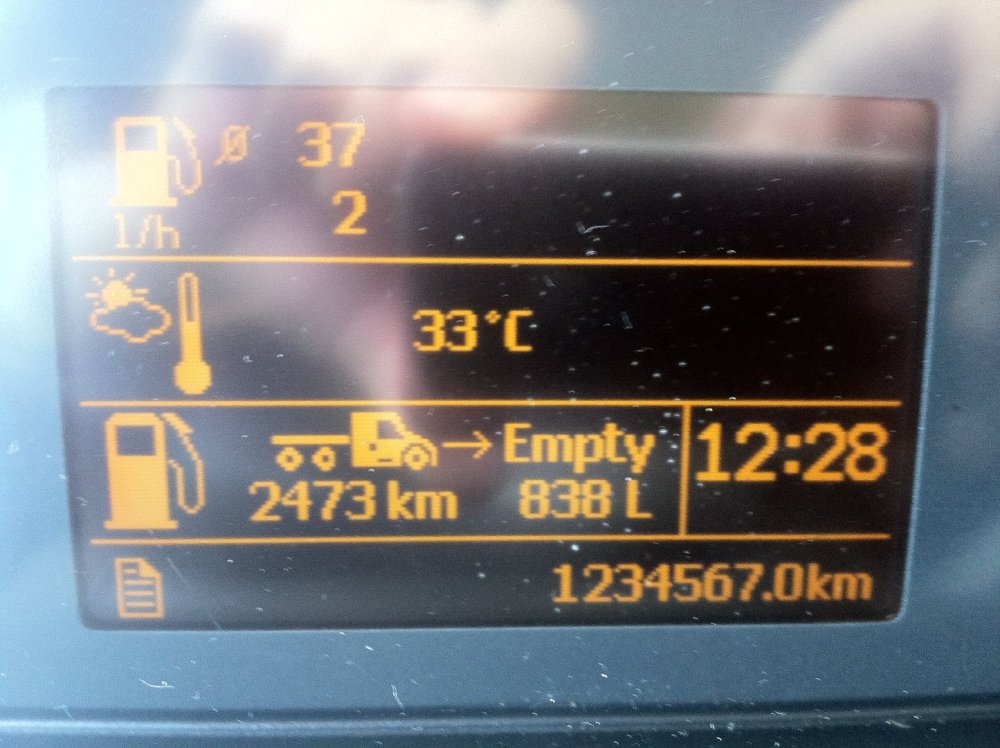 ø 37
l/h 2
33°C
→ Empty
2473 km 838 L
12:28
1234567.0km